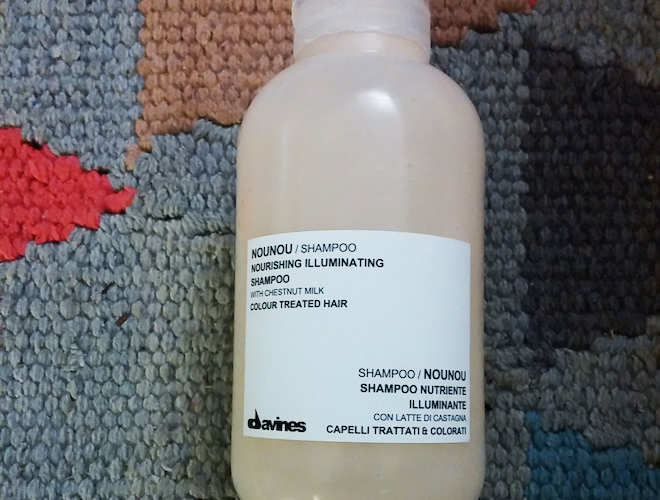 NOUNOU / SHAMPOO
NOURISHING ILLUMINATING
SHAMPOO
WITH CHESTNUT MILK
COLOUR TREATED HAIR
SHAMPOO / NOUNOU
SHAMPOO NUTRIENTE
ILLUMINANTE
CON LATTE DI CASTAGNA
CAPELLI TRATTATI & COLORATI
davines